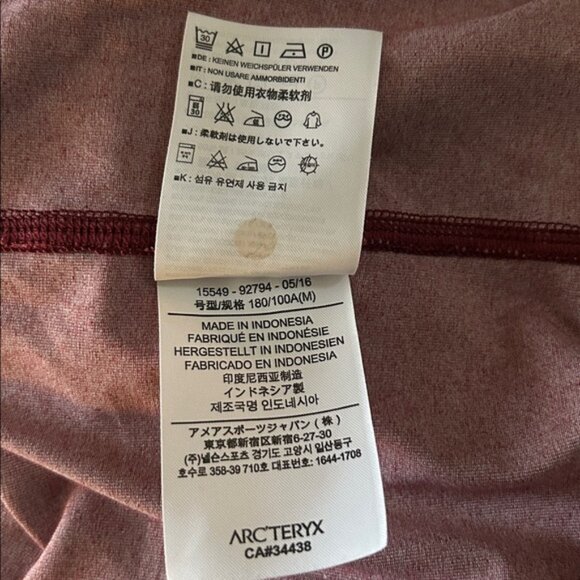 30
P
■DE : KEINEN WEICHSPÜLER VERWENDEN
■IT : NON USARE AMMORBIDENTI
■C : 请勿使用衣物柔软剂
30
■J : 柔軟剤は使用しないで下さい。
■K : 섬유 유연제 사용 금지
15549 - 92794 - 05/16
号型/规格 180/100A(M)
MADE IN INDONESIA
FABRIQUÉ EN INDONÉSIE
HERGESTELLT IN INDONESIEN
FABRICADO EN INDONESIA
印度尼西亚制造
インドネシア製
제조국명 인도네시아
アメアスポーツジャパン（株）
東京都新宿区新宿6-27-30
(주)넬슨스포츠 경기도 고양시 일산동구
호수로 358-39 710호 대표번호: 1644-1708
ARC'TERYX
CA#34438